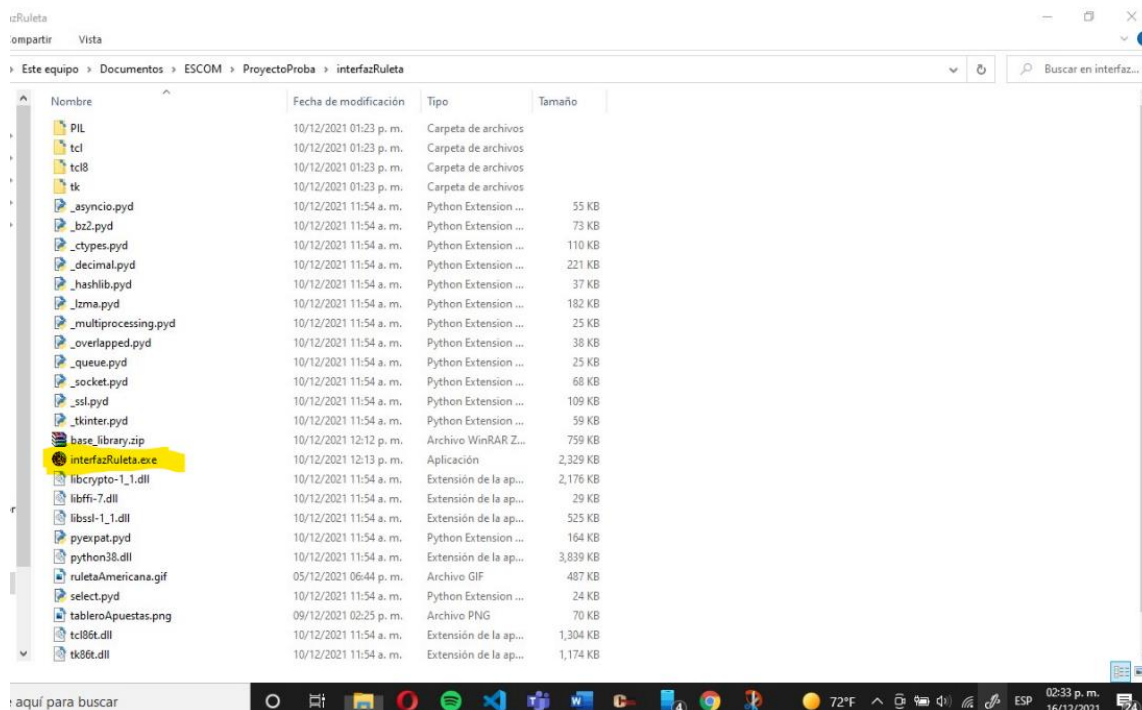 zRuleta
ompartir Vista
Este equipo > Documentos > ESCOM > ProyectoProba > interfazRuleta Buscar en interfaz...
Nombre Fecha de modificación Tipo Tamaño
PIL 10/12/2021 01:23 p. m. Carpeta de archivos
tcl 10/12/2021 01:23 p. m. Carpeta de archivos
tcl8 10/12/2021 01:23 p. m. Carpeta de archivos
tk 10/12/2021 01:23 p. m. Carpeta de archivos
_asyncio.pyd 10/12/2021 11:54 a. m. Python Extension ... 55 KB
_bz2.pyd 10/12/2021 11:54 a. m. Python Extension ... 73 KB
_ctypes.pyd 10/12/2021 11:54 a. m. Python Extension ... 110 KB
_decimal.pyd 10/12/2021 11:54 a. m. Python Extension ... 221 KB
_hashlib.pyd 10/12/2021 11:54 a. m. Python Extension ... 37 KB
_lzma.pyd 10/12/2021 11:54 a. m. Python Extension ... 182 KB
_multiprocessing.pyd 10/12/2021 11:54 a. m. Python Extension ... 25 KB
_overlapped.pyd 10/12/2021 11:54 a. m. Python Extension ... 38 KB
_queue.pyd 10/12/2021 11:54 a. m. Python Extension ... 25 KB
_socket.pyd 10/12/2021 11:54 a. m. Python Extension ... 68 KB
_ssl.pyd 10/12/2021 11:54 a. m. Python Extension ... 109 KB
_tkinter.pyd 10/12/2021 11:54 a. m. Python Extension ... 59 KB
base_library.zip 10/12/2021 12:12 p. m. Archivo WinRAR Z... 759 KB
interfazRuleta.exe 10/12/2021 12:13 p. m. Aplicación 2,329 KB
libcrypto-1_1.dll 10/12/2021 11:54 a. m. Extensión de la ap... 2,176 KB
libffi-7.dll 10/12/2021 11:54 a. m. Extensión de la ap... 29 KB
libssl-1_1.dll 10/12/2021 11:54 a. m. Extensión de la ap... 525 KB
pyexpat.pyd 10/12/2021 11:54 a. m. Python Extension ... 164 KB
python38.dll 10/12/2021 11:54 a. m. Extensión de la ap... 3,839 KB
ruletaAmericana.gif 05/12/2021 06:44 p. m. Archivo GIF 487 KB
select.pyd 10/12/2021 11:54 a. m. Python Extension ... 24 KB
tableroApuestas.png 09/12/2021 02:25 p. m. Archivo PNG 70 KB
tcl86t.dll 10/12/2021 11:54 a. m. Extensión de la ap... 1,304 KB
tk86t.dll 10/12/2021 11:54 a. m. Extensión de la ap... 1,174 KB
aquí para buscar 72°F ESP 02:33 p. m.
16/12/2021